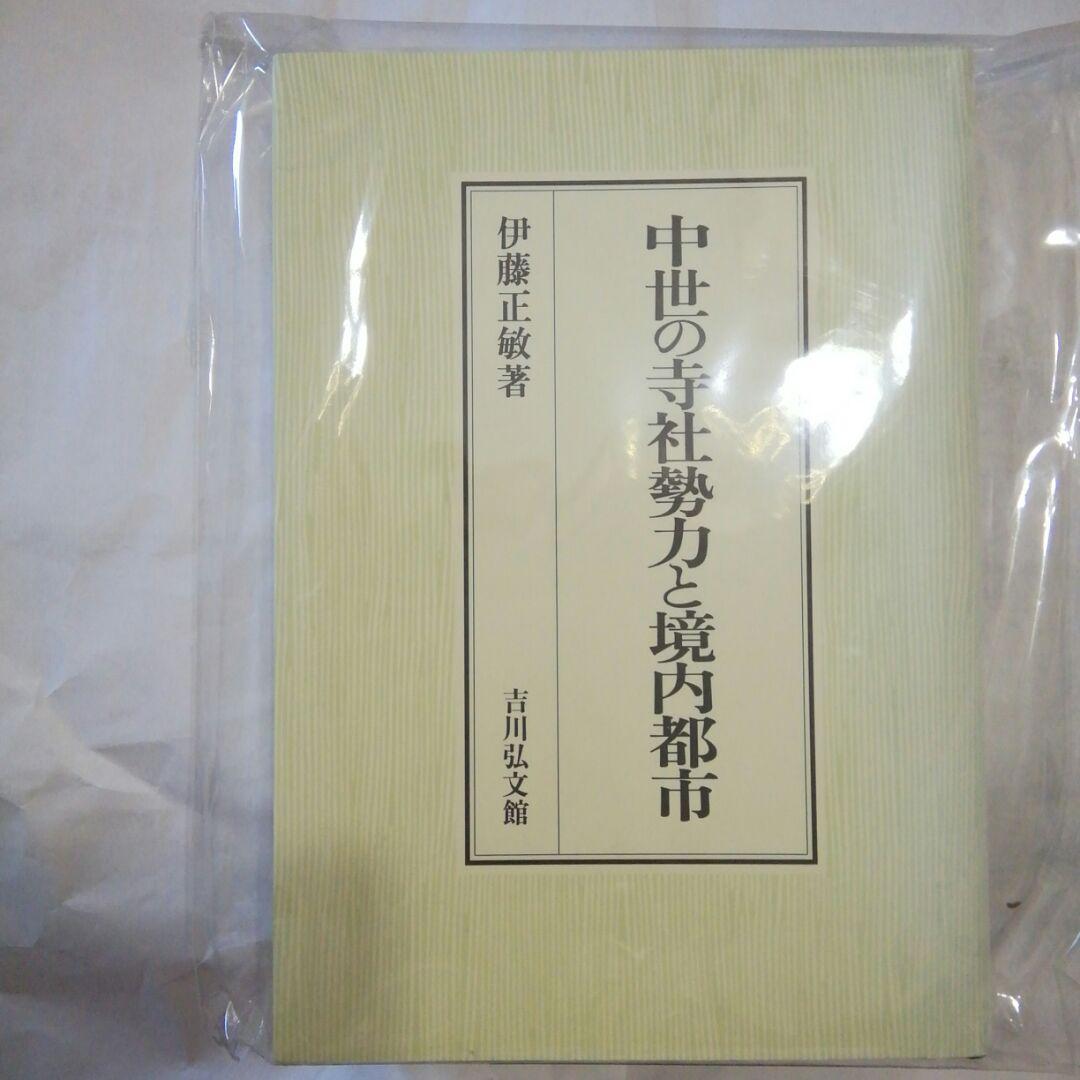 中世の寺社勢力と境内都市
伊藤正敏著
吉川弘文館